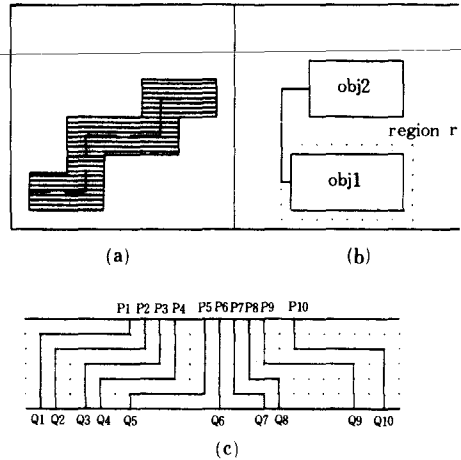 obj2
region r
obj1
(a) (b)
P1 P2 P3 P4 P5 P6 P7 P8 P9 P10
Q1 Q2 Q3 Q4 Q5 Q6 Q7 Q8 Q9 Q10
(c)